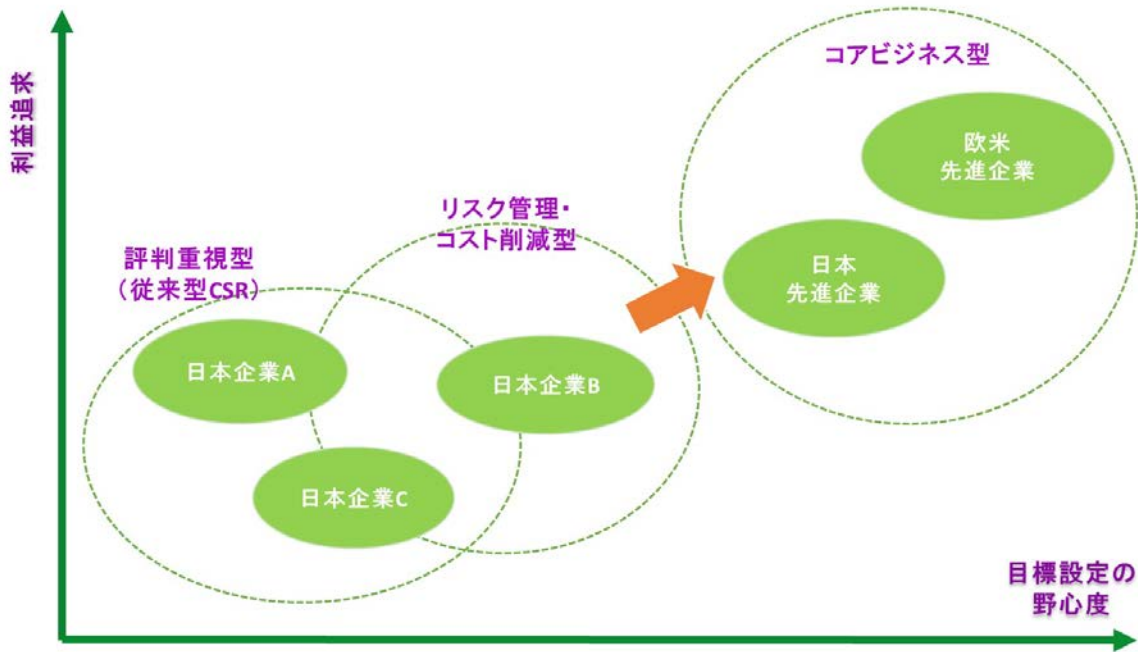 利益追求
コアビジネス型
欧米
先進企業
リスク管理・
コスト削減型
日本
先進企業
評判重視型
（従来型CSR）
日本企業A
日本企業B
日本企業C
目標設定の
野心度